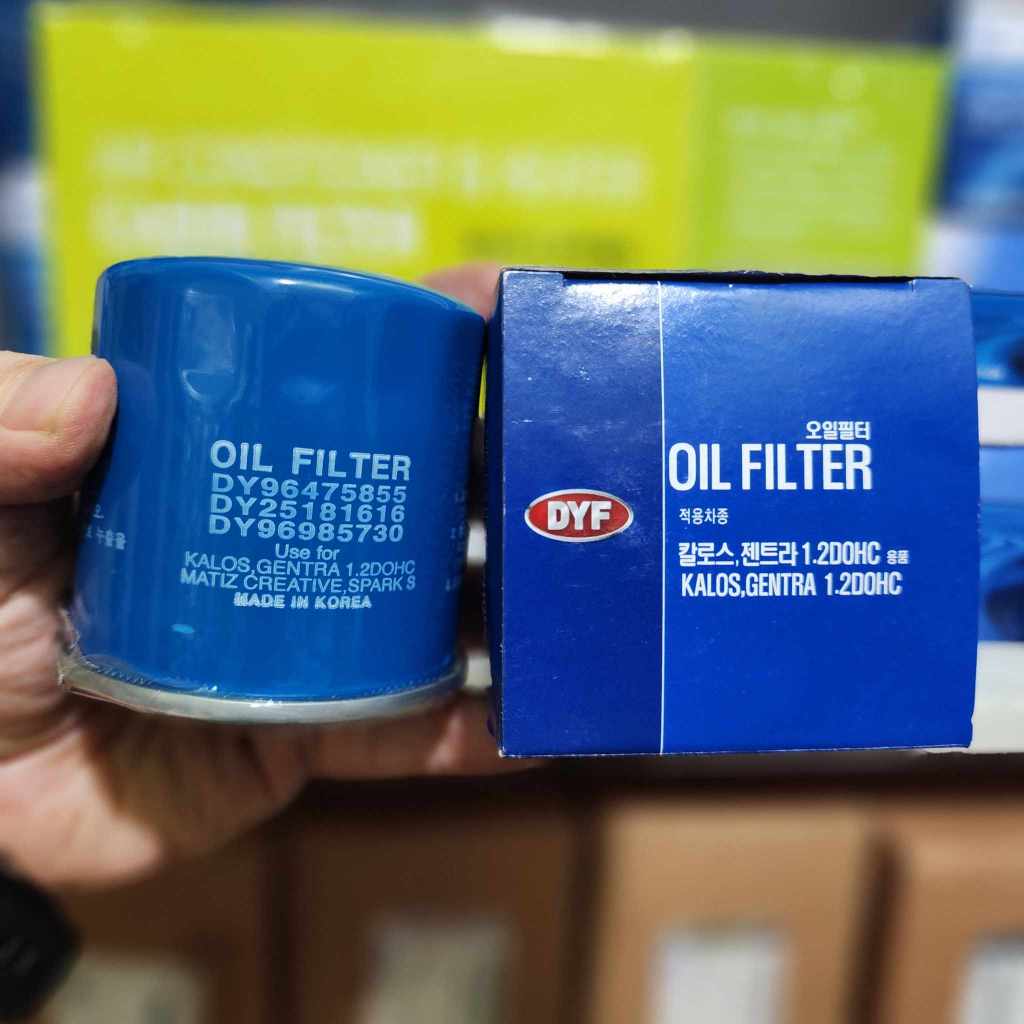 OIL FILTER
DY96475855
DY25181616
DY96985730
Use for
KALOS,GENTRA 1.2DOHC
MATIZ CREATIVE,SPARK S
MADE IN KOREA
DYF
오일필터
OIL FILTER
적용차종
칼로스,젠트라 1.2DOHC 용품
KALOS,GENTRA 1.2DOHC